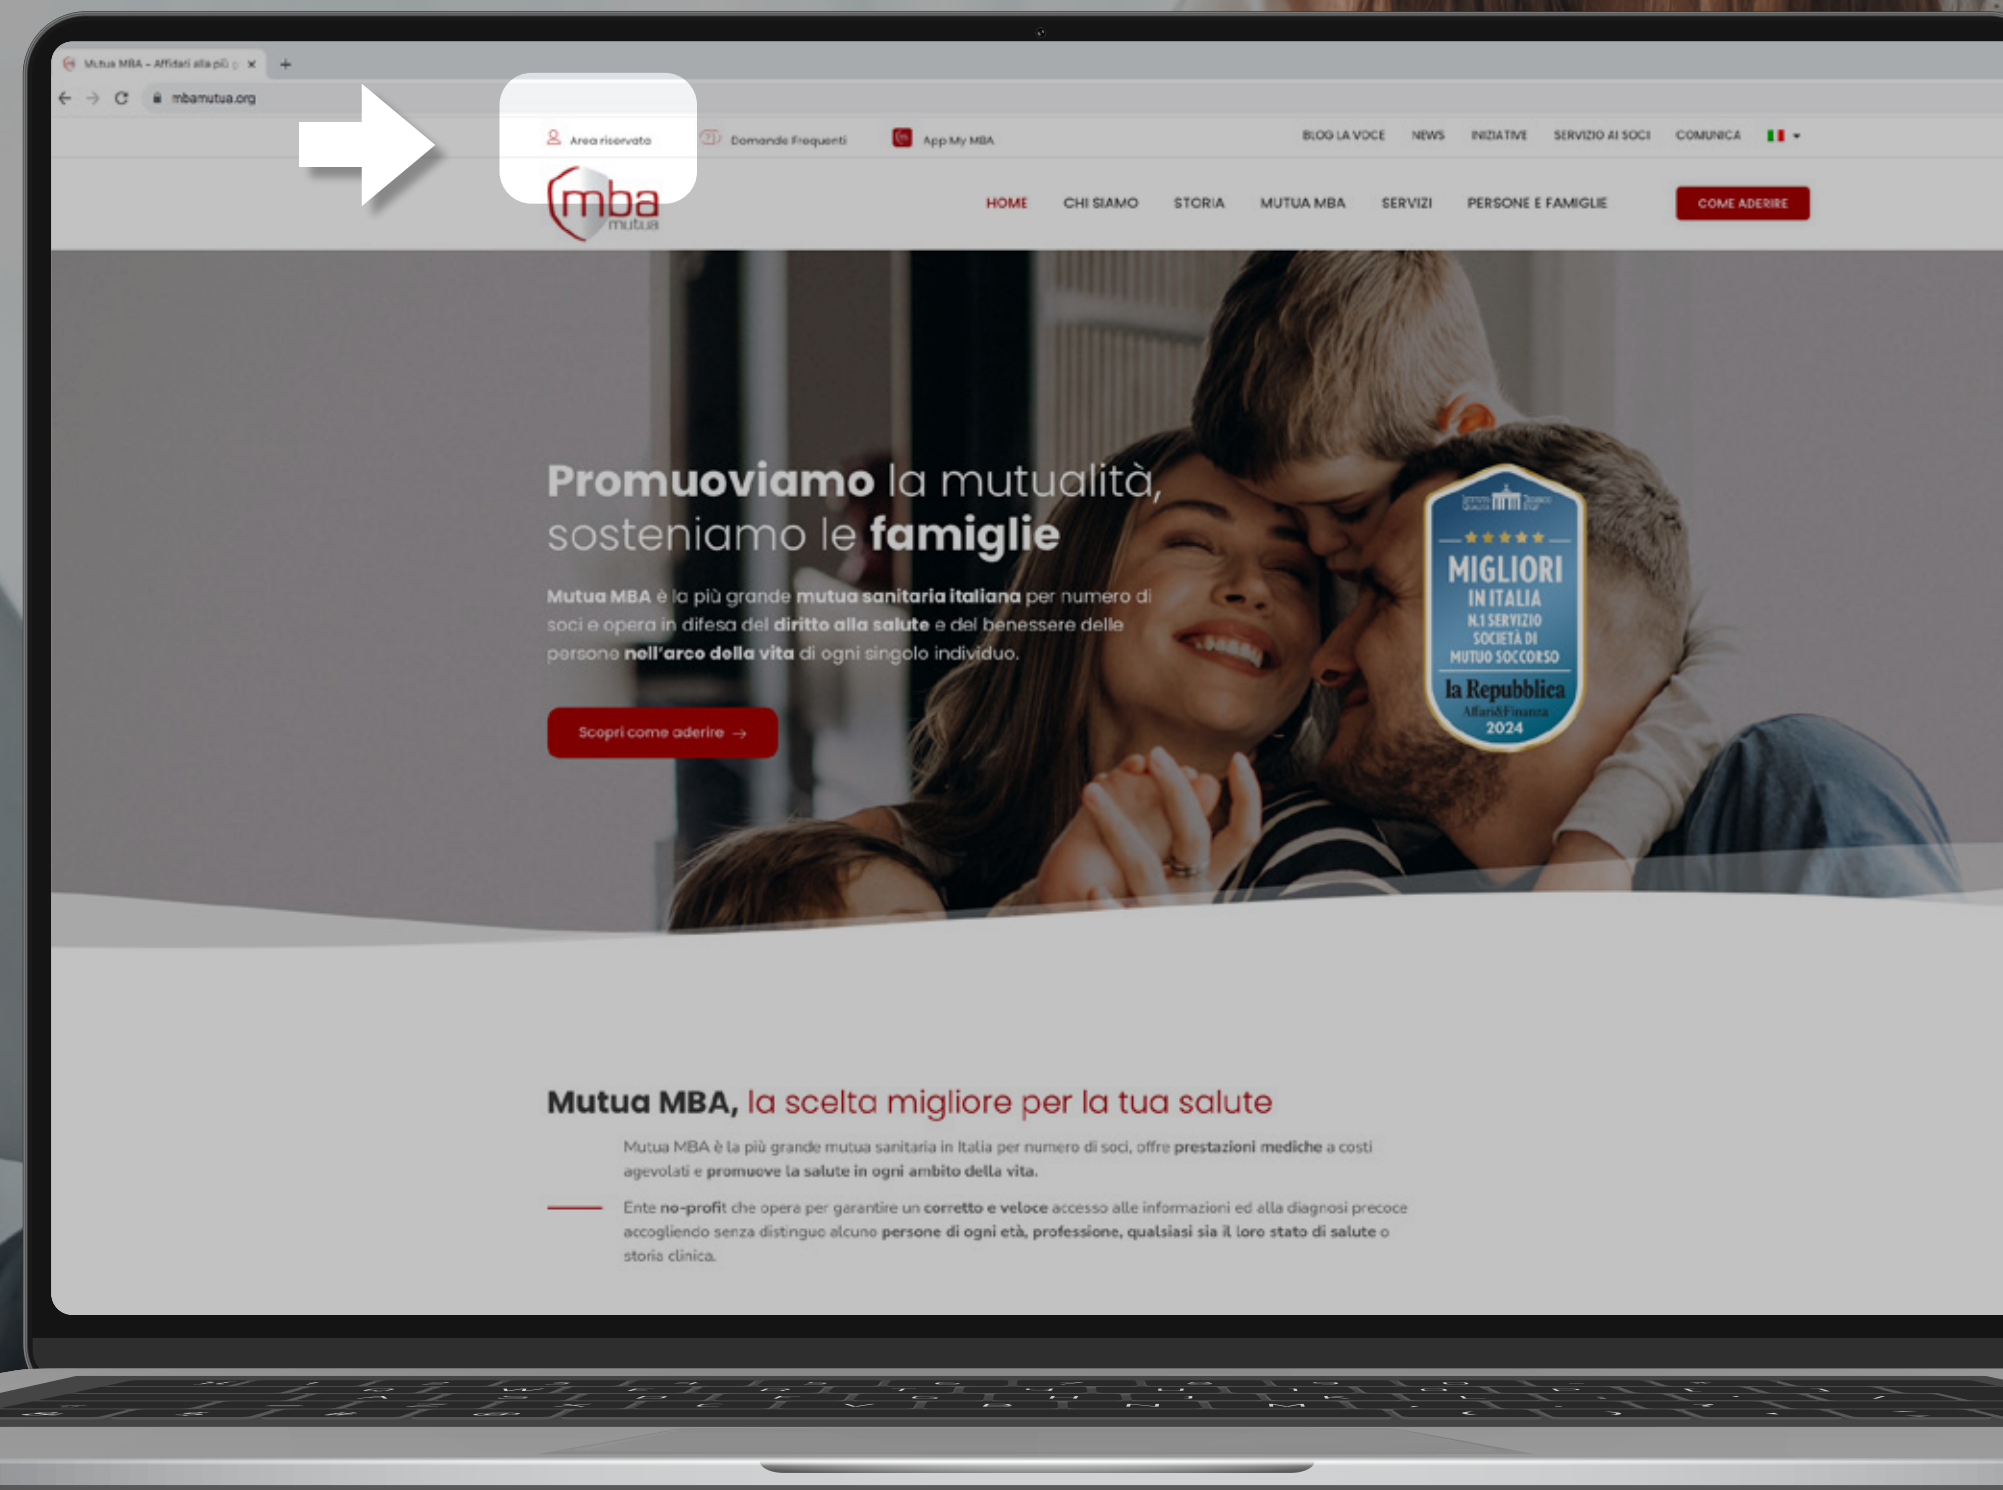 Mutua MBA – Affidati alla più g
mbamutua.org
Area riservata
Domande Frequenti
App My MBA
BLOG LA VOCE
NEWS
INIZIATIVE
SERVIZIO AI SOCI
COMUNICA
mba
mutua
HOME
CHI SIAMO
STORIA
MUTUA MBA
SERVIZI
PERSONE E FAMIGLIE
COME ADERIRE
Promuoviamo la mutualità,
sosteniamo le famiglie
Mutua MBA è la più grande mutua sanitaria italiana per numero di
soci e opera in difesa del diritto alla salute e del benessere delle
persone nell'arco della vita di ogni singolo individuo.
Scopri come aderire →
MIGLIORI
IN ITALIA
N.1 SERVIZIO
SOCIETÀ DI
MUTUO SOCCORSO
la Repubblica
Affari&Finanza
2024
Mutua MBA, la scelta migliore per la tua salute
Mutua MBA è la più grande mutua sanitaria in Italia per numero di soci, offre prestazioni mediche a costi
agevolati e promuove la salute in ogni ambito della vita.
Ente no-profit che opera per garantire un corretto e veloce accesso alle informazioni ed alla diagnosi precoce
accogliendo senza distinguo alcuno persone di ogni età, professione, qualsiasi sia il loro stato di salute o
storia clinica.